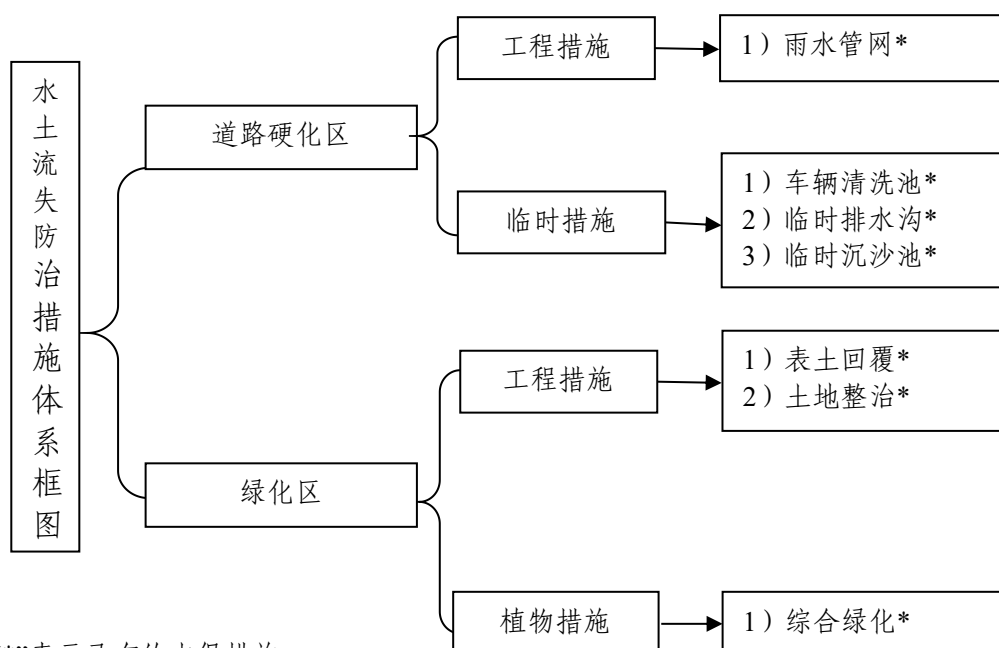 水土流失防治措施体系框图
道路硬化区
工程措施
1）雨水管网*
临时措施
1）车辆清洗池*
2）临时排水沟*
3）临时沉沙池*
绿化区
工程措施
1）表土回覆*
2）土地整治*
植物措施
1）综合绿化*